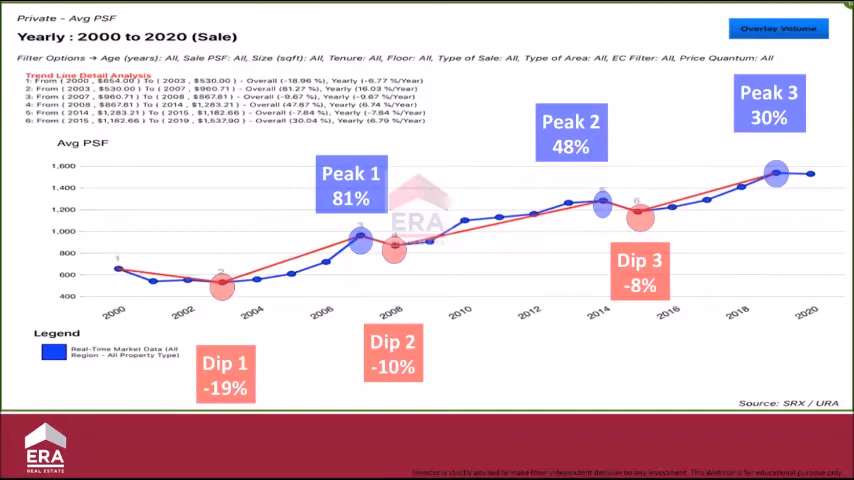 Private - Avg PSF
Yearly : 2000 to 2020 (Sale)
Overlay Volume
Filter Options → Age (years): All, Sale PSF: All, Size (sqft): All, Tenure: All, Floor: All, Type of Sale: All, Type of Area: All, EC Filter: All, Price Quantum: All
Trend Line Detail Analysis
1: From ( 2000 , $654.00 ) To ( 2003 , $530.00 ) - Overall (-18.96 %), Yearly (-6.77 %/Year)
2: From ( 2003 , $530.00 ) To ( 2007 , $960.71 ) - Overall (81.27 %), Yearly (16.03 %/Year)
3: From ( 2007 , $960.71 ) To ( 2008 , $867.81 ) - Overall (-9.67 %), Yearly (-9.67 %/Year)
4: From ( 2008 , $867.81 ) To ( 2014 , $1,283.21 ) - Overall (47.87 %), Yearly (6.74 %/Year)
5: From ( 2014 , $1,283.21 ) To ( 2015 , $1,182.66 ) - Overall (-7.84 %), Yearly (-7.84 %/Year)
6: From ( 2015 , $1,182.66 ) To ( 2019 , $1,537.90 ) - Overall (30.04 %), Yearly (6.79 %/Year)
Avg PSF
Peak 1
81%
Peak 2
48%
Peak 3
30%
1,600
1,400
1,200
1,000
800
600
400
1
2
3
4
5
6
ERA
REAL ESTATE
2000
2002
2004
2006
2008
2010
2012
2014
2016
2018
2020
Dip 1
-19%
Dip 2
-10%
Dip 3
-8%
Legend
Real-Time Market Data (All
Region - All Property Type)
Source: SRX / URA
ERA
REAL ESTATE
Investor is strictly advised to make their independent decision be any investment. This Webinar is for educational purpose only